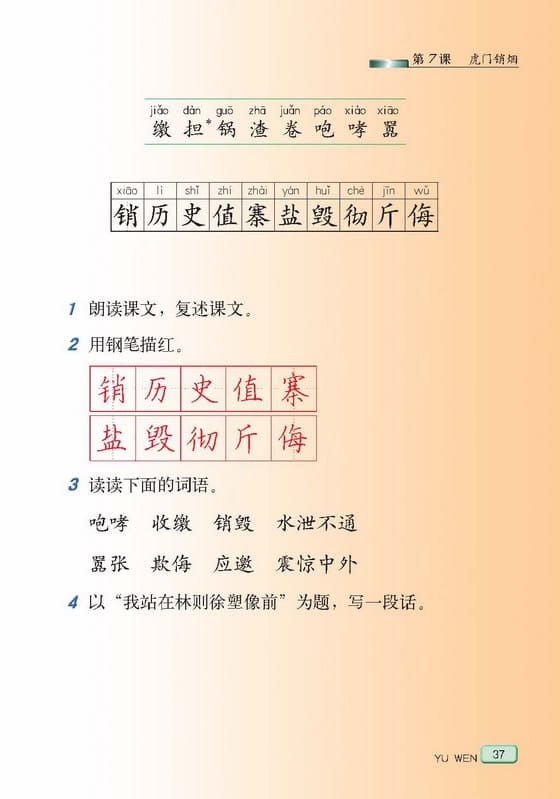 第7课 虎门销烟
jiǎo dàn guō zhā juǎn páo xiào xiāo
缴 担* 锅 渣 卷 咆 哮 嚣
xiāo lì shǐ zhí zhài yán huǐ chè jīn wǔ
销 历 史 值 寨 盐 毁 彻 斤 侮
1 朗读课文，复述课文。
2 用钢笔描红。
销 历 史 值 寨
盐 毁 彻 斤 侮
3 读读下面的词语。
咆哮 收缴 销毁 水泄不通
嚣张 欺侮 应邀 震惊中外
4 以“我站在林则徐塑像前”为题，写一段话。
YU WEN 37